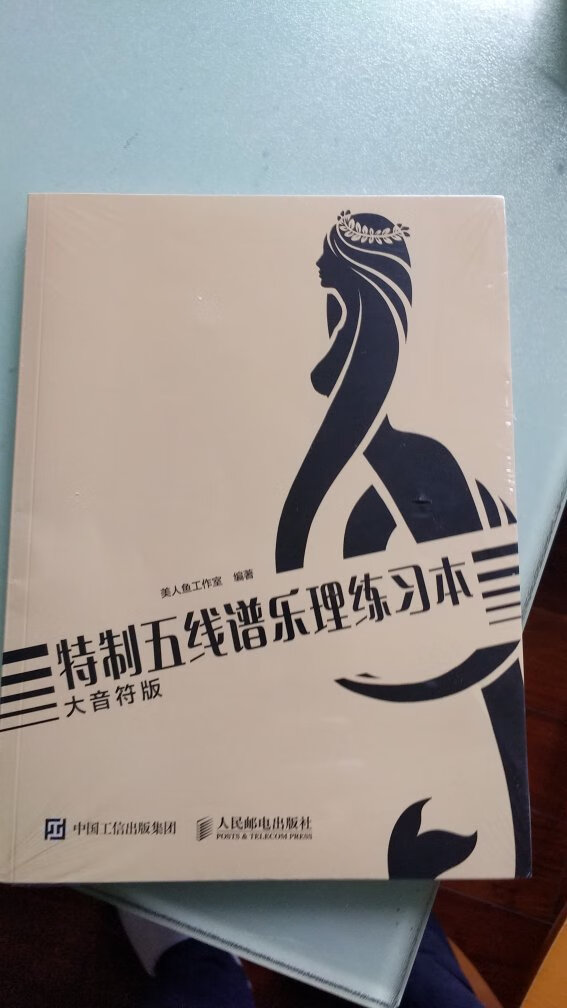 美人鱼工作室 编著
特制五线谱乐理练习本
大音符版
中国工信出版集团
人民邮电出版社
POSTS & TELECOM PRESS